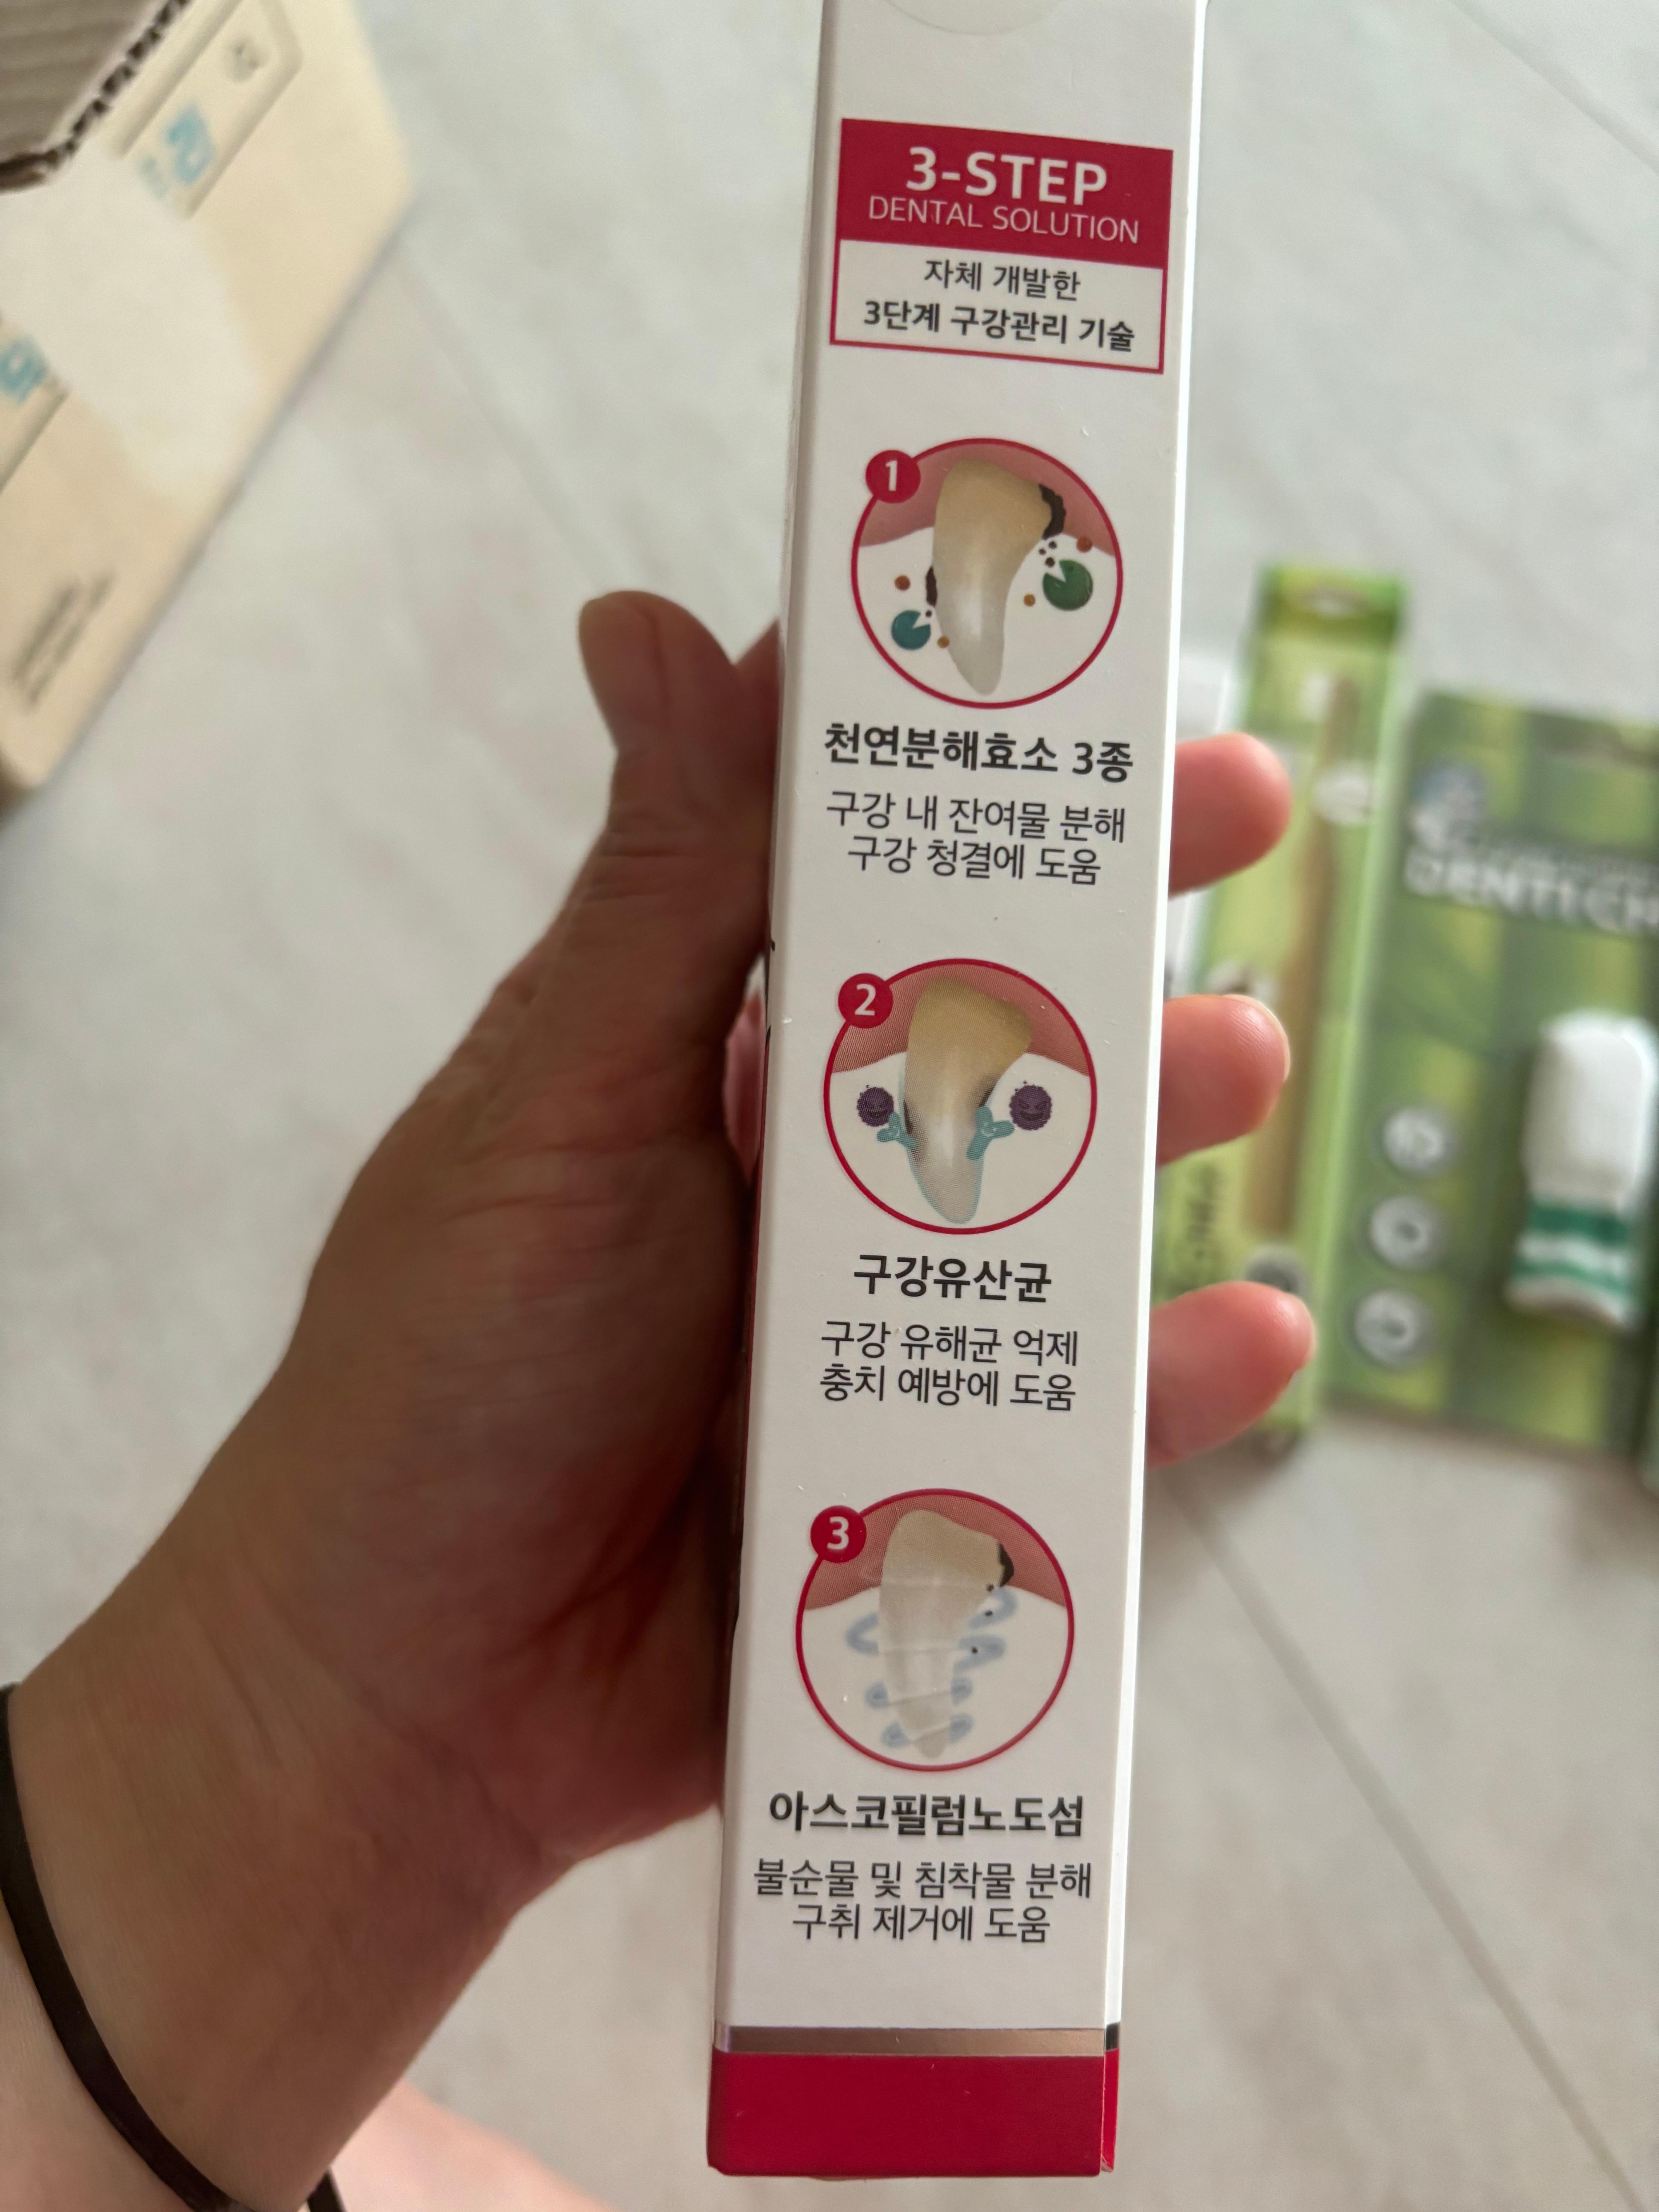 3-STEP
DENTAL SOLUTION
자체 개발한
3단계 구강관리 기술
1
천연분해효소 3종
구강 내 잔여물 분해
구강 청결에 도움
2
구강유산균
구강 유해균 억제
충치 예방에 도움
3
아스코필럼노도섬
불순물 및 침착물 분해
구취 제거에 도움